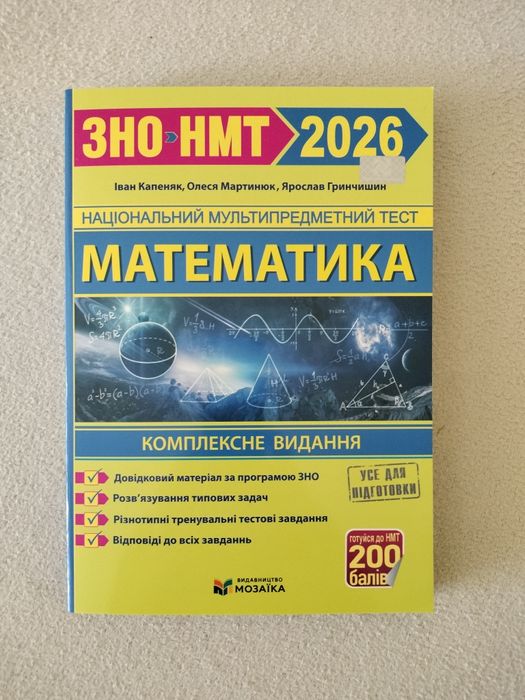 ЗНО НМТ 2026
Іван Капеняк, Олеся Мартинюк, Ярослав Гринчишин
НАЦІОНАЛЬНИЙ МУЛЬТИПРЕДМЕТНИЙ ТЕСТ
МАТЕМАТИКА
КОМПЛЕКСНЕ ВИДАННЯ
Довідковий матеріал за програмою ЗНО
Розв'язування типових задач
Різнотипні тренувальні тестові завдання
Відповіді до всіх завданнь
УСЕ ДЛЯ
ПІДГОТОВКИ
готуйся до НМТ
200
балів
ВИДАВНИЦТВО
МОЗАЇКА